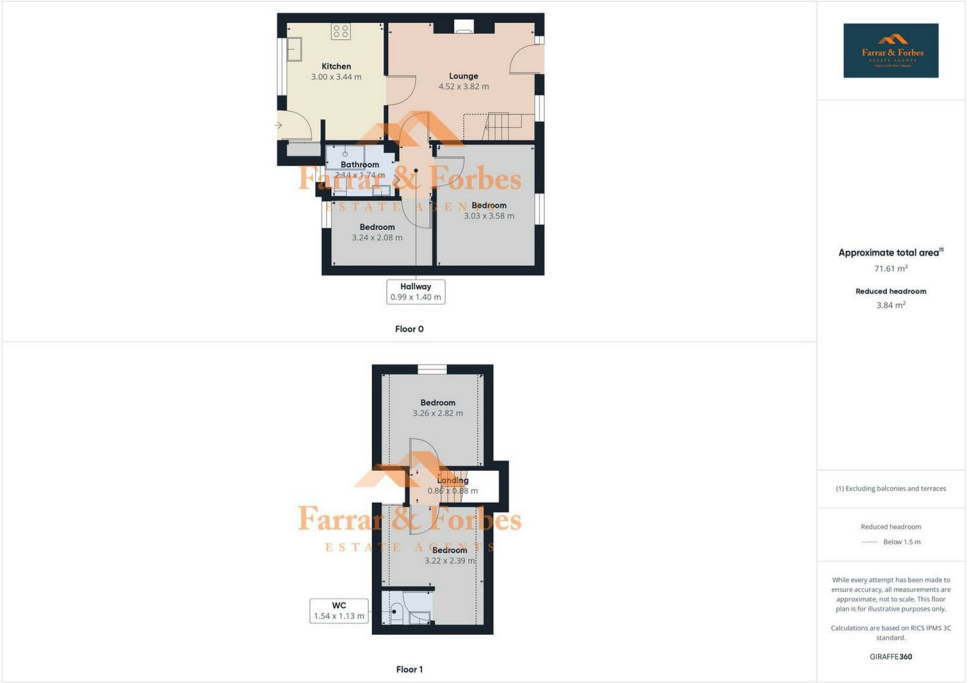 Kitchen
3.00 x 3.44 m
Lounge
4.52 x 3.82 m
Bathroom
2.14 x 1.74 m
Farrar & Forbes
ESTATE AGENTS
Bedroom
3.03 x 3.58 m
Bedroom
3.24 x 2.08 m
Hallway
0.99 x 1.40 m
Floor 0
Bedroom
3.26 x 2.82 m
Landing
0.86 x 0.88 m
Farrar & Forbes
ESTATE AGENTS
Bedroom
3.22 x 2.39 m
WC
1.54 x 1.13 m
Floor 1
Farrar & Forbes
ESTATE AGENTS
Approximate total area(1)
71.61 m²
Reduced headroom
3.84 m²
(1) Excluding balconies and terraces
Reduced headroom
Below 1.5 m
While every attempt has been made to
ensure accuracy, all measurements are
approximate, not to scale. This floor
plan is for illustrative purposes only.
Calculations are based on RICS IPMS 3C
standard.
GIRAFFE360